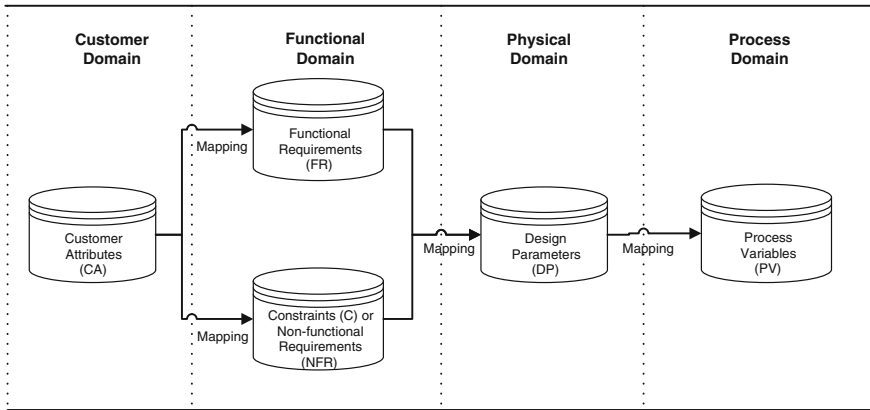 Customer
Domain
Functional
Domain
Physical
Domain
Process
Domain
Functional
Requirements
(FR)
Mapping
Customer
Attributes
(CA)
Mapping
Design
Parameters
(DP)
Mapping
Process
Variables
(PV)
Mapping
Constraints (C) or
Non-functional
Requirements
(NFR)